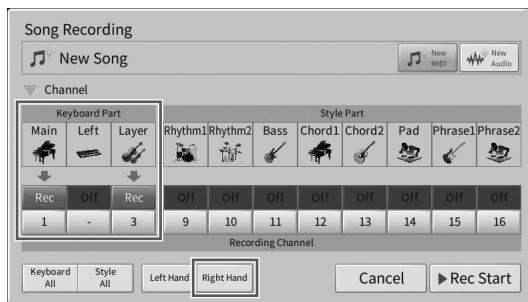 Song Recording
New Song
New MIDI
New Audio
Channel
Keyboard Part
Style Part
Main Left Layer Rhythm1 Rhythm2 Bass Chord1 Chord2 Pad Phrase1 Phrase2
Rec Off Rec Off Off Off Off Off Off Off Off
1 - 3 9 10 11 12 13 14 15 16
Recording Channel
Keyboard All
Style All
Left Hand
Right Hand
Cancel
Rec Start